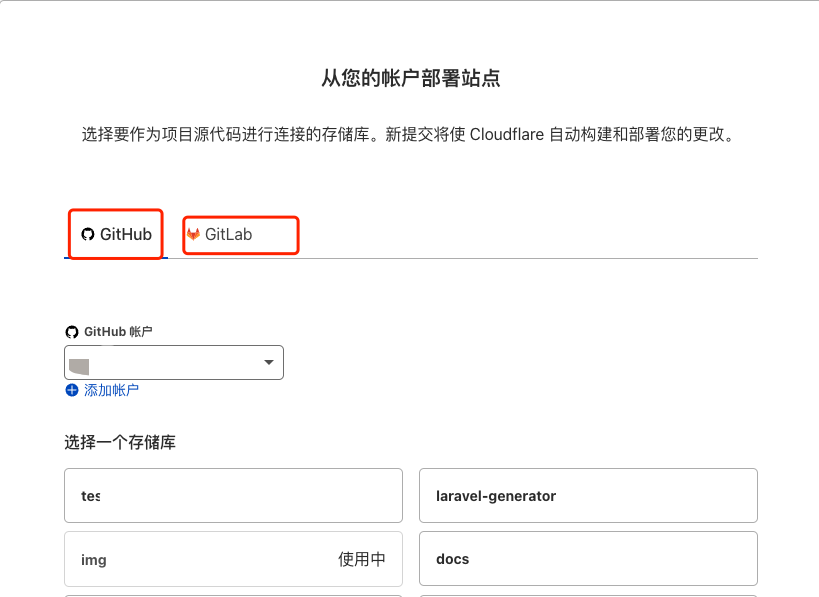 从您的帐户部署站点
选择要作为项目源代码进行连接的存储库。新提交将使 Cloudflare 自动构建和部署您的更改。
GitHub GitLab
GitHub 帐户
添加帐户
选择一个存储库
tes laravel-generator
img 使用中 docs